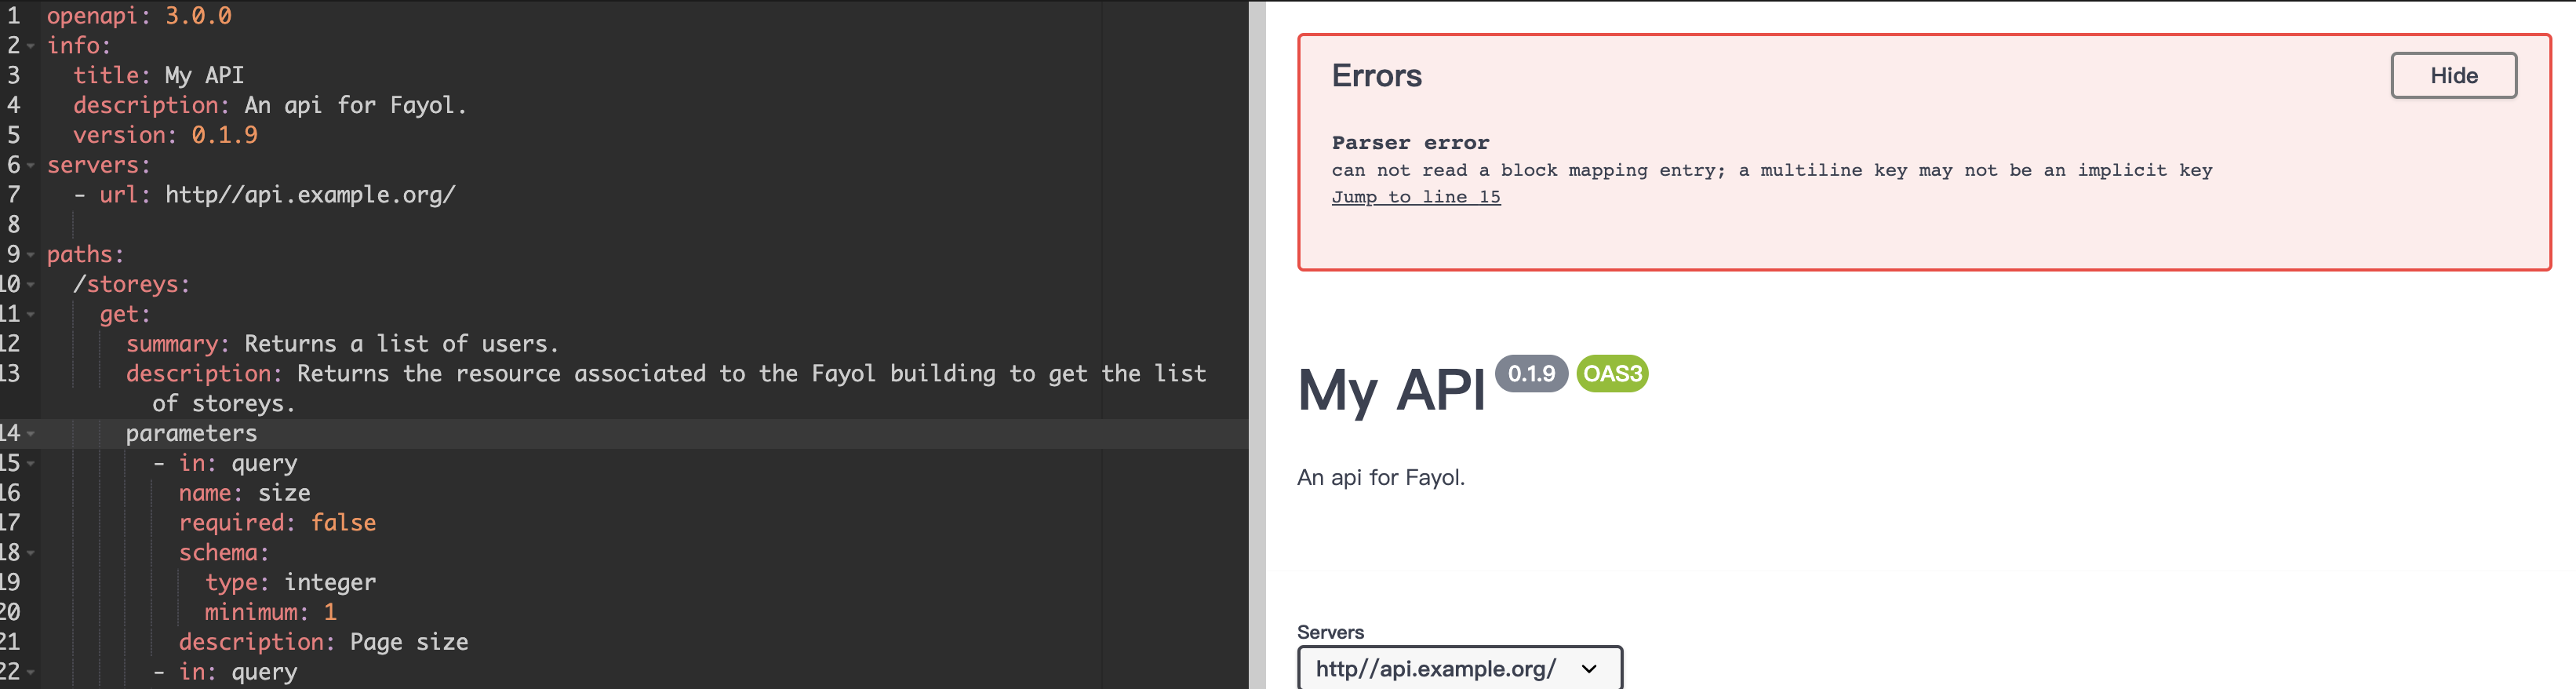 1 openapi: 3.0.0
2 info:
3 title: My API
4 description: An api for Fayol.
5 version: 0.1.9
6 servers:
7 - url: http//api.example.org/
8
9 paths:
10 /storeys:
11 get:
12 summary: Returns a list of users.
13 description: Returns the resource associated to the Fayol building to get the list
of storeys.
14 parameters
15 - in: query
16 name: size
17 required: false
18 schema:
19 type: integer
20 minimum: 1
21 description: Page size
22 - in: query
Errors
Hide
Parser error
can not read a block mapping entry; a multiline key may not be an implicit key
Jump to line 15
My API 0.1.9 OAS3
An api for Fayol.
Servers
http//api.example.org/